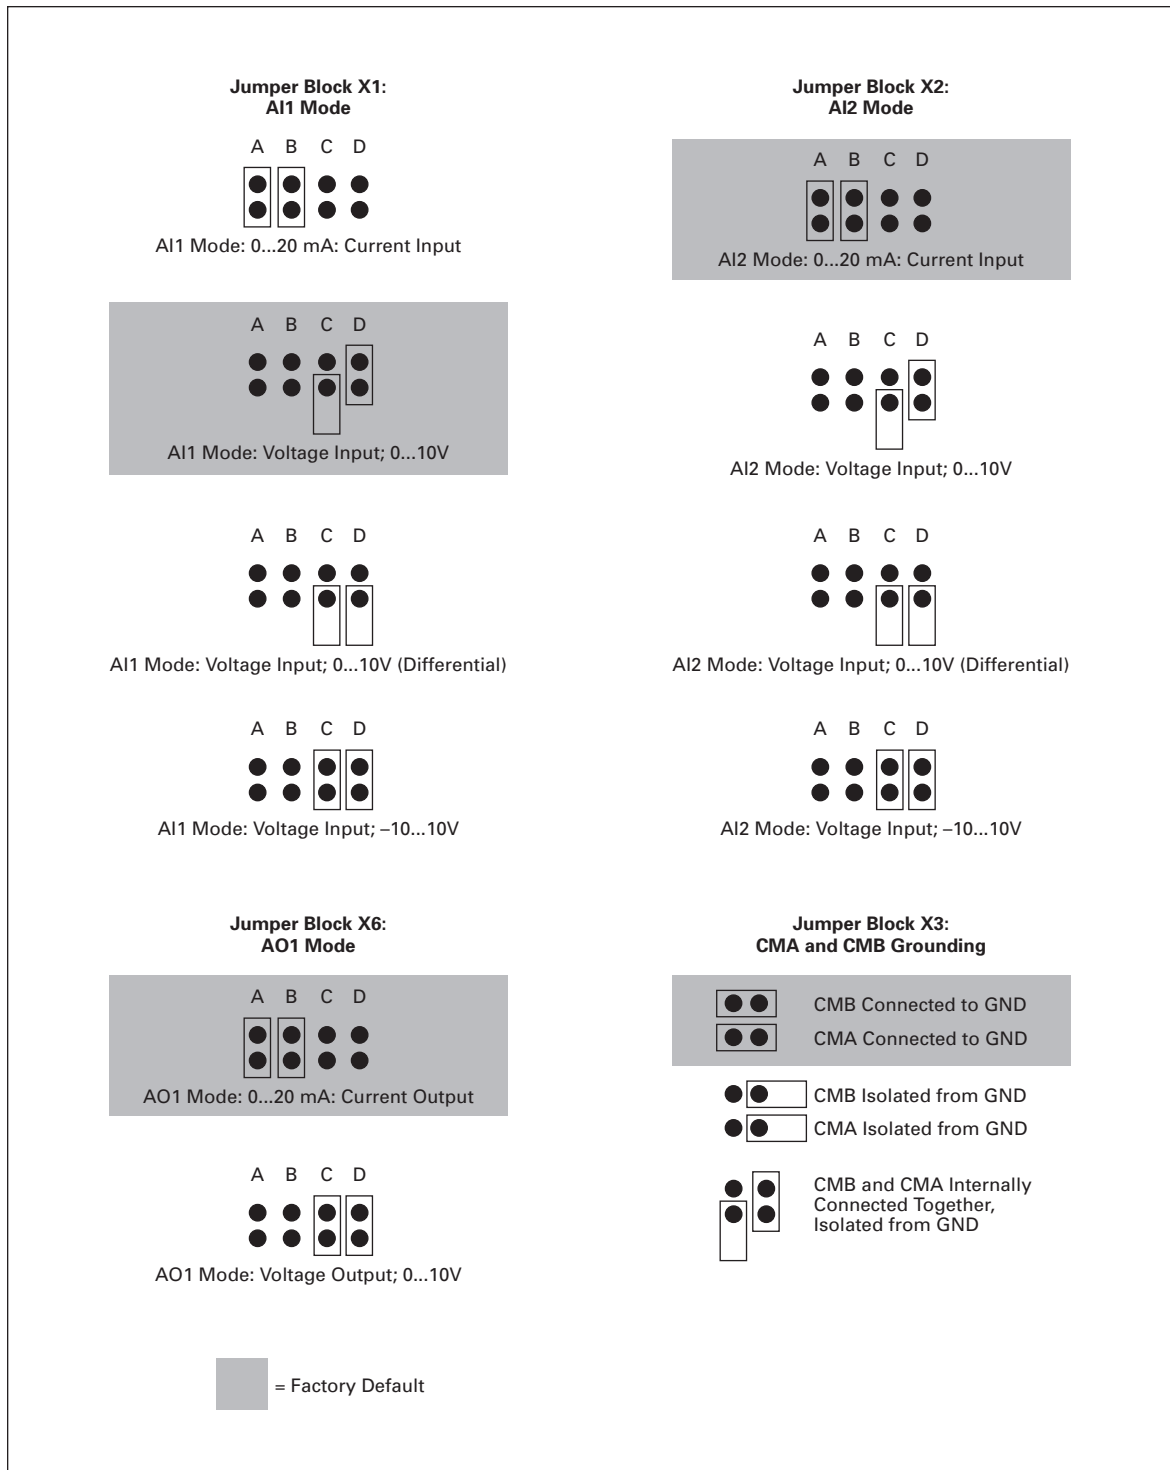 Jumper Block X1:
AI1 Mode
A B C D
AI1 Mode: 0...20 mA: Current Input
A B C D
AI1 Mode: Voltage Input; 0...10V
A B C D
AI1 Mode: Voltage Input; 0...10V (Differential)
A B C D
AI1 Mode: Voltage Input; –10...10V
Jumper Block X2:
AI2 Mode
A B C D
AI2 Mode: 0...20 mA: Current Input
A B C D
AI2 Mode: Voltage Input; 0...10V
A B C D
AI2 Mode: Voltage Input; 0...10V (Differential)
A B C D
AI2 Mode: Voltage Input; –10...10V
Jumper Block X6:
AO1 Mode
A B C D
AO1 Mode: 0...20 mA: Current Output
A B C D
AO1 Mode: Voltage Output; 0...10V
Jumper Block X3:
CMA and CMB Grounding
CMB Connected to GND
CMA Connected to GND
CMB Isolated from GND
CMA Isolated from GND
CMB and CMA Internally
Connected Together,
Isolated from GND
= Factory Default